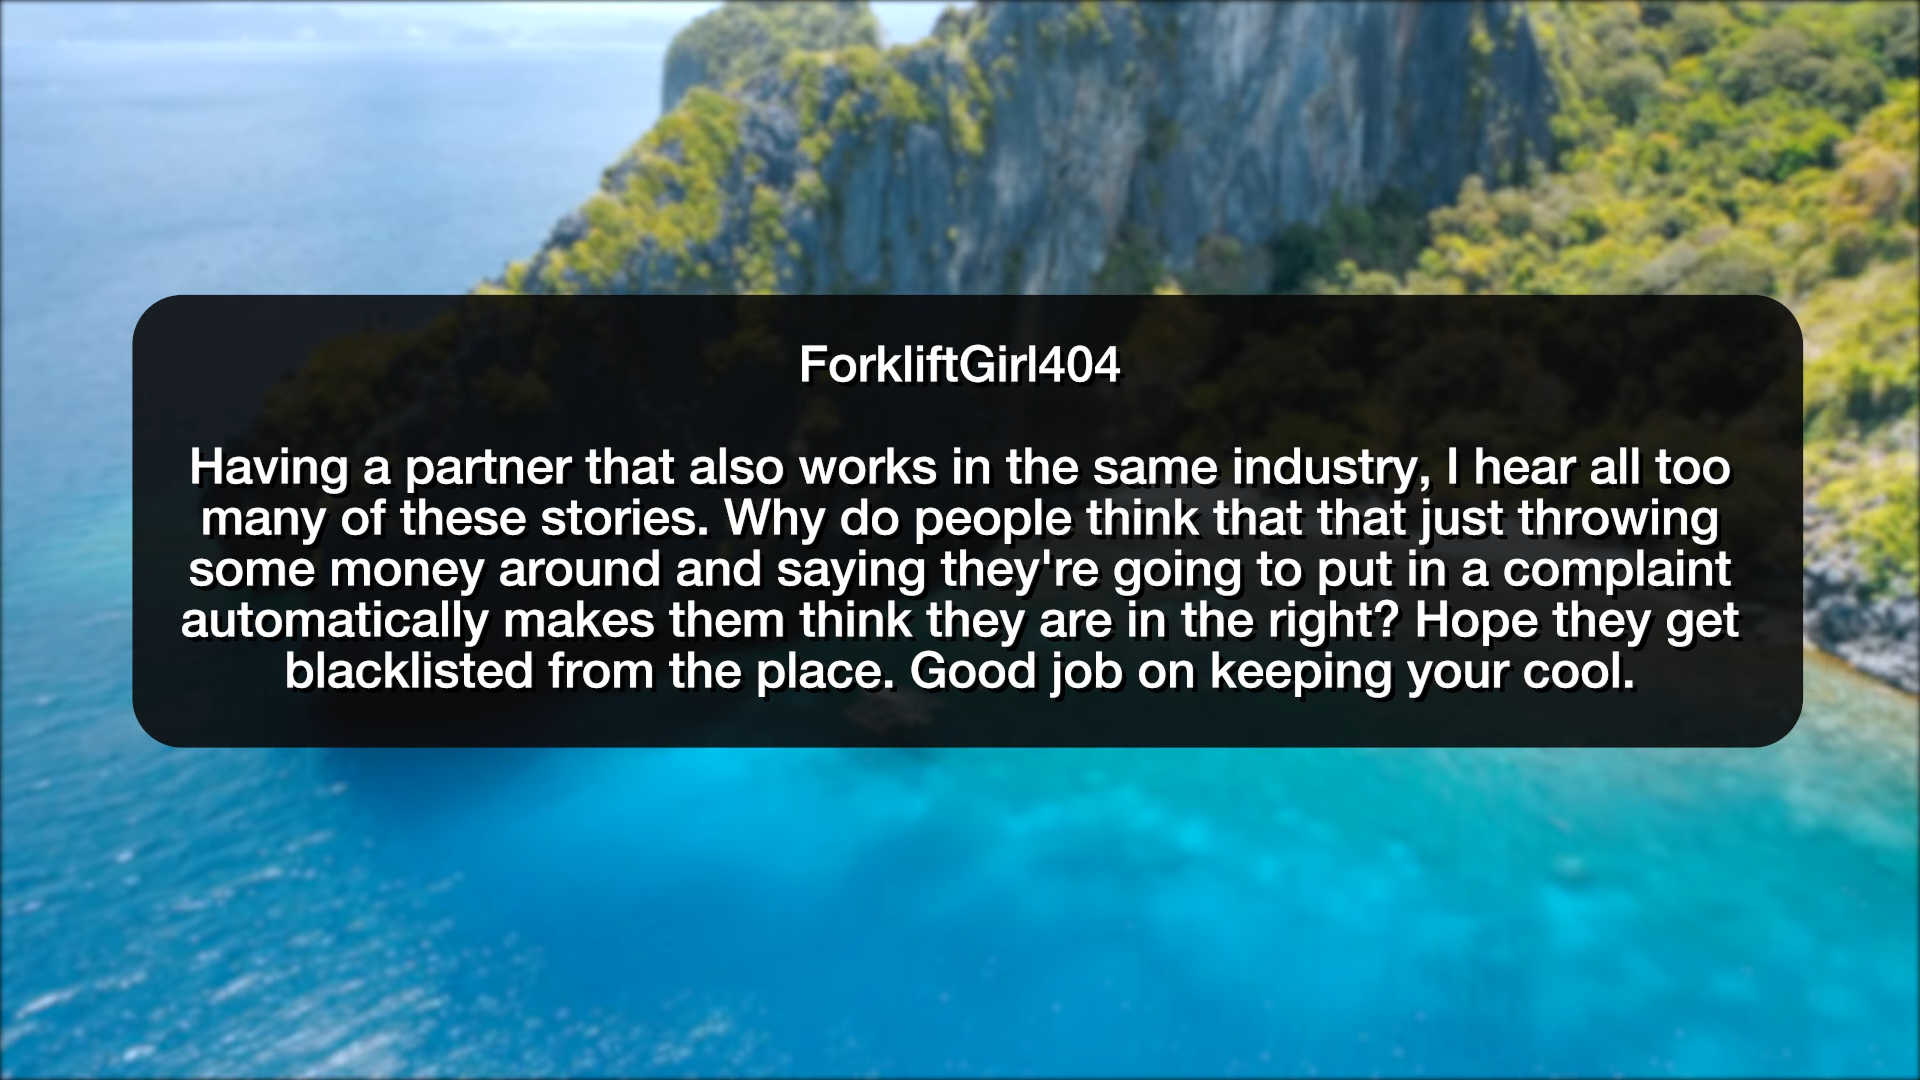 ForkliftGirl404
Having a partner that also works in the same industry, I hear all too
many of these stories. Why do people think that that just throwing
some money around and saying they're going to put in a complaint
automatically makes them think they are in the right? Hope they get
blacklisted from the place. Good job on keeping your cool.